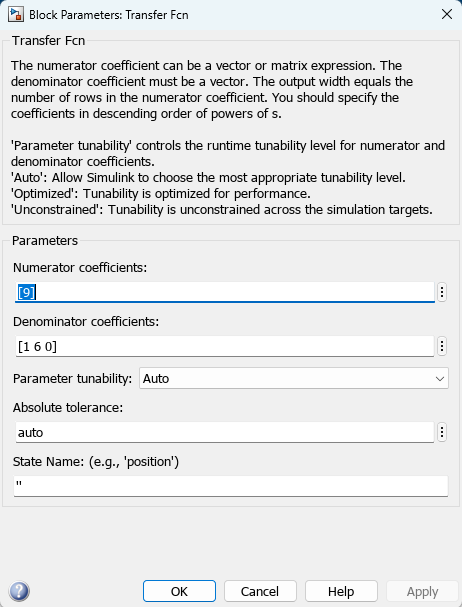 Block Parameters: Transfer Fcn
Transfer Fcn
The numerator coefficient can be a vector or matrix expression. The
denominator coefficient must be a vector. The output width equals the
number of rows in the numerator coefficient. You should specify the
coefficients in descending order of powers of s.
'Parameter tunability' controls the runtime tunability level for numerator and
denominator coefficients.
'Auto': Allow Simulink to choose the most appropriate tunability level.
'Optimized': Tunability is optimized for performance.
'Unconstrained': Tunability is unconstrained across the simulation targets.
Parameters
Numerator coefficients:
[9]
Denominator coefficients:
[1 6 0]
Parameter tunability: Auto
Absolute tolerance:
auto
State Name: (e.g., 'position')
''
? OK Cancel Help Apply